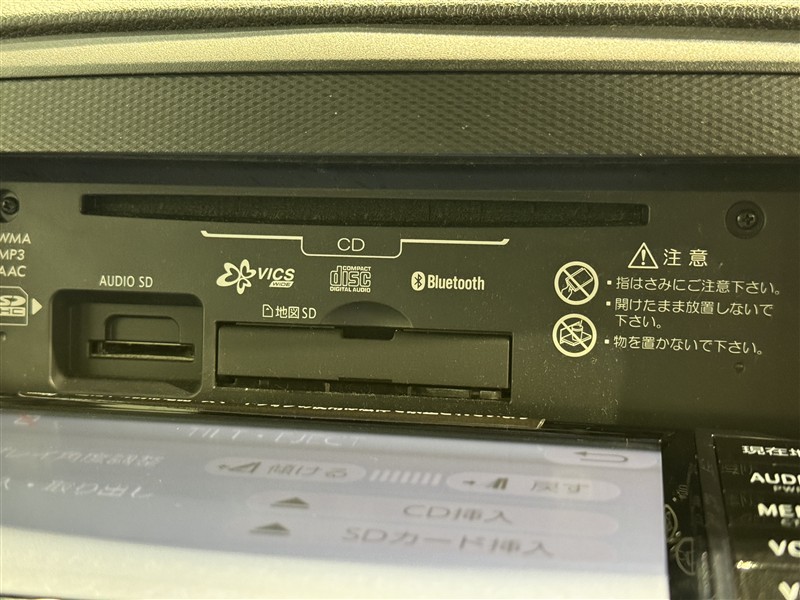 WMA
MP3
AAC
CD
VICS
WIDE
COMPACT
disc
DIGITAL AUDIO
Bluetooth
AUDIO SD
地図SD
注意
・指はさみにご注意下さい。
・開けたまま放置しないで
下さい。
・物を置かないで下さい。
TILT・EJECT
傾ける
戻す
CD挿入
SDカード挿入
現在地
AUDIO